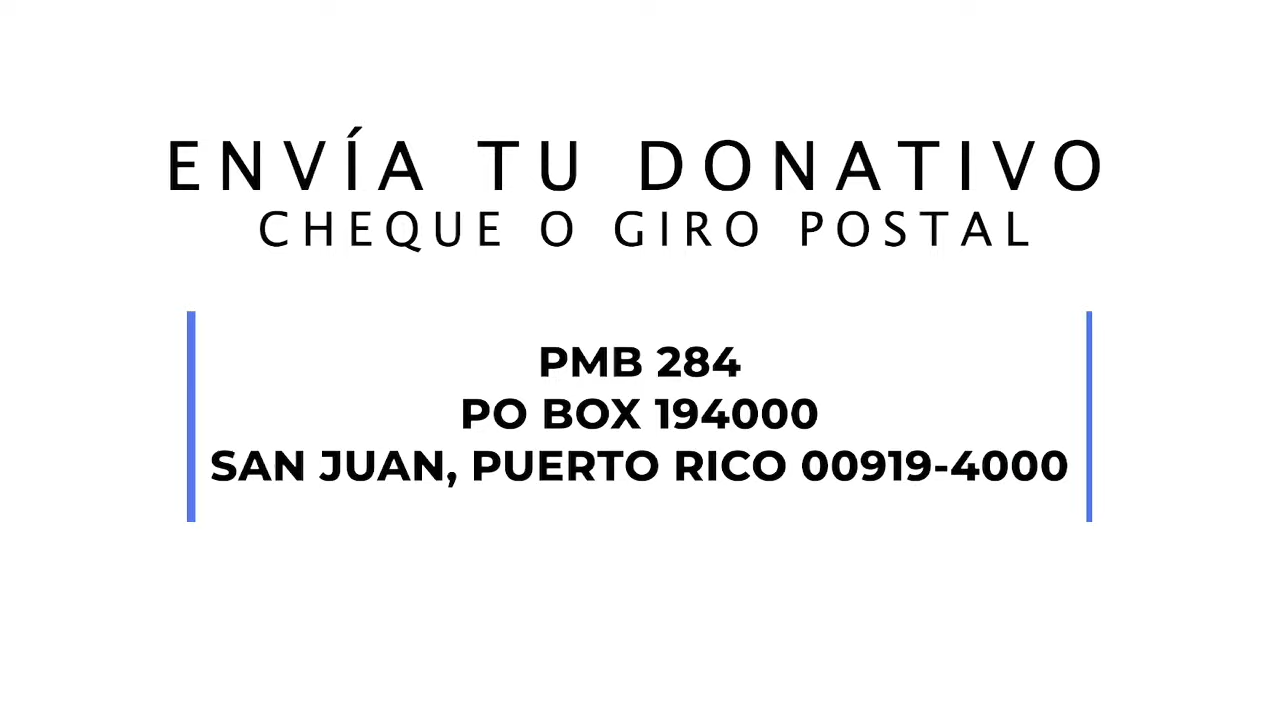 ENVÍA TU DONATIVO
CHEQUE O GIRO POSTAL
PMB 284
PO BOX 194000
SAN JUAN, PUERTO RICO 00919-4000